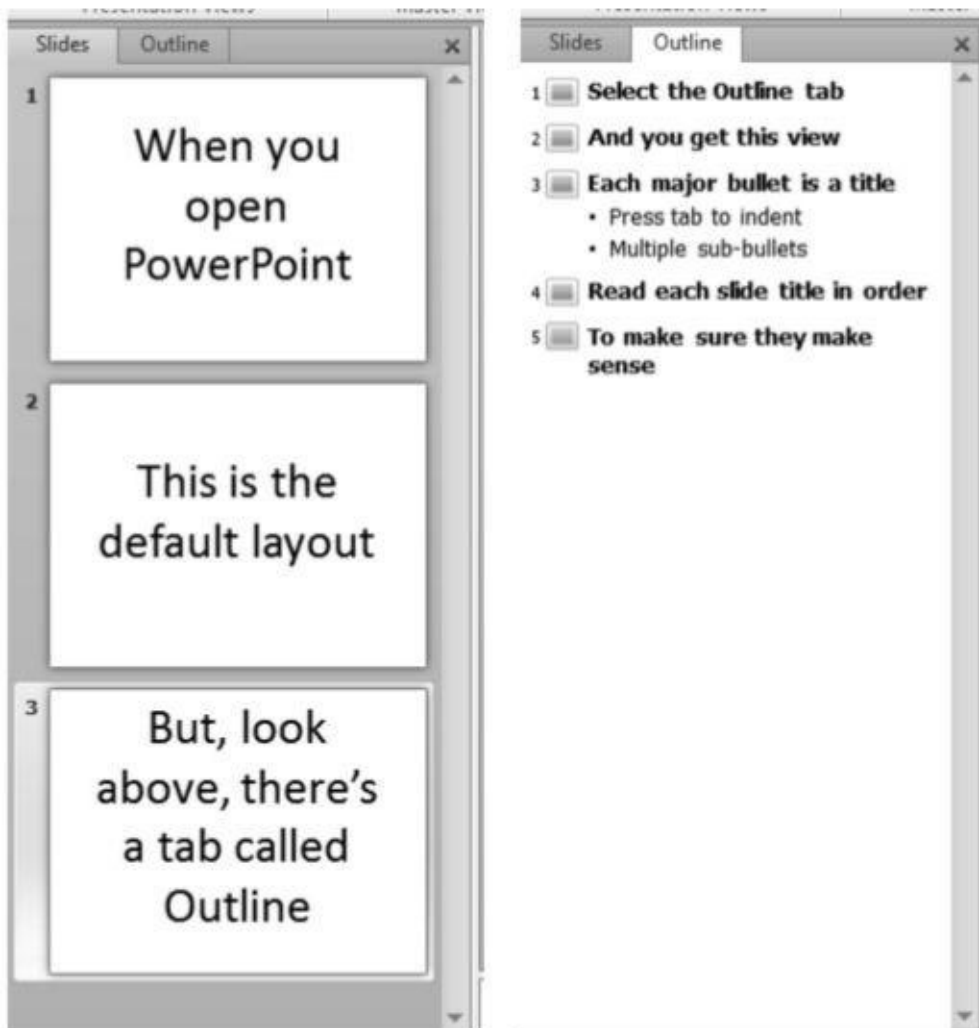 Slides Outline
1
When you
open
PowerPoint
2
This is the
default layout
3
But, look
above, there's
a tab called
Outline
Slides Outline
1 Select the Outline tab
2 And you get this view
3 Each major bullet is a title
• Press tab to indent
• Multiple sub-bullets
4 Read each slide title in order
5 To make sure they make
sense